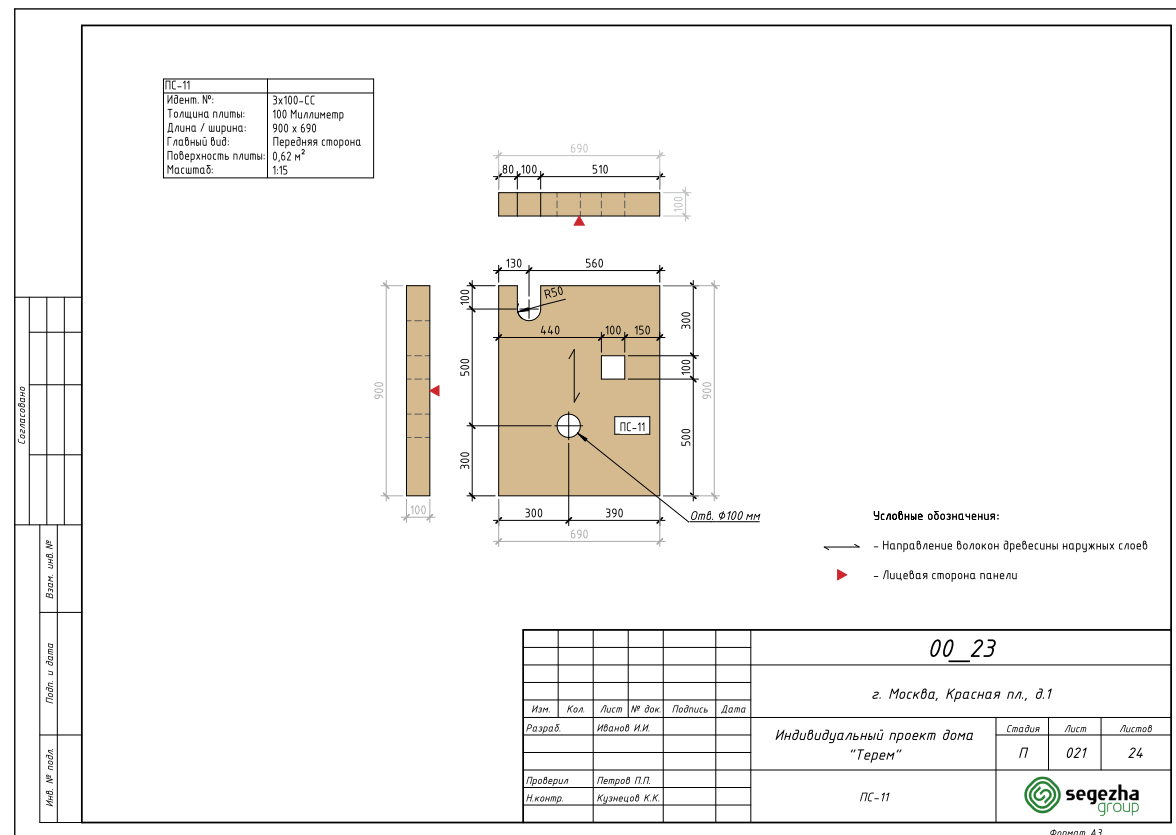 ПС-11
Идент. №: 3х100-СС
Толщина плиты: 100 Миллиметр
Длина / ширина: 900 х 690
Главный вид: Передняя сторона
Поверхность плиты: 0,62 м²
Масштаб: 1:15
690
80 100 510
100
130 560
100
R50
440 100 150
300
500
100
900
900
ПС-11
500
300
100
300 390
Отв. Ф100 мм
690
Условные обозначения:
- Направление волокон древесины наружных слоев
- Лицевая сторона панели
Согласовано
Взам. инв. №
Подп. и дата
Инв. № подл.
00_23
г. Москва, Красная пл., д.1
Изм. Кол. Лист № док. Подпись Дата
Разраб. Иванов И.И.
Индивидуальный проект дома
"Терем"
Стадия Лист Листов
П 021 24
Проверил Петров П.П.
Н.контр. Кузнецов К.К.
ПС-11
segezha
group
Формат А3